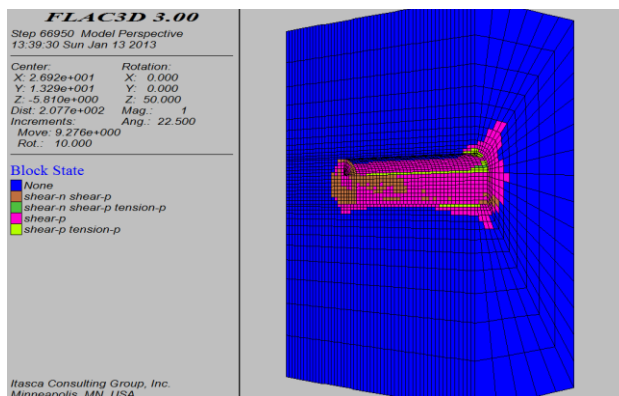 FLAC3D 3.00
Step 66950 Model Perspective
13:39:30 Sun Jan 13 2013
Center: Rotation:
X: 2.692e+001 X: 0.000
Y: 1.329e+001 Y: 0.000
Z: -5.810e+000 Z: 50.000
Dist: 2.077e+002 Mag.: 1
Increments: Ang.: 22.500
Move: 9.276e+000
Rot.: 10.000
Block State
None
shear-n shear-p
shear-n shear-p tension-p
shear-p
shear-p tension-p
Itasca Consulting Group, Inc.
Minneapolis, MN USA